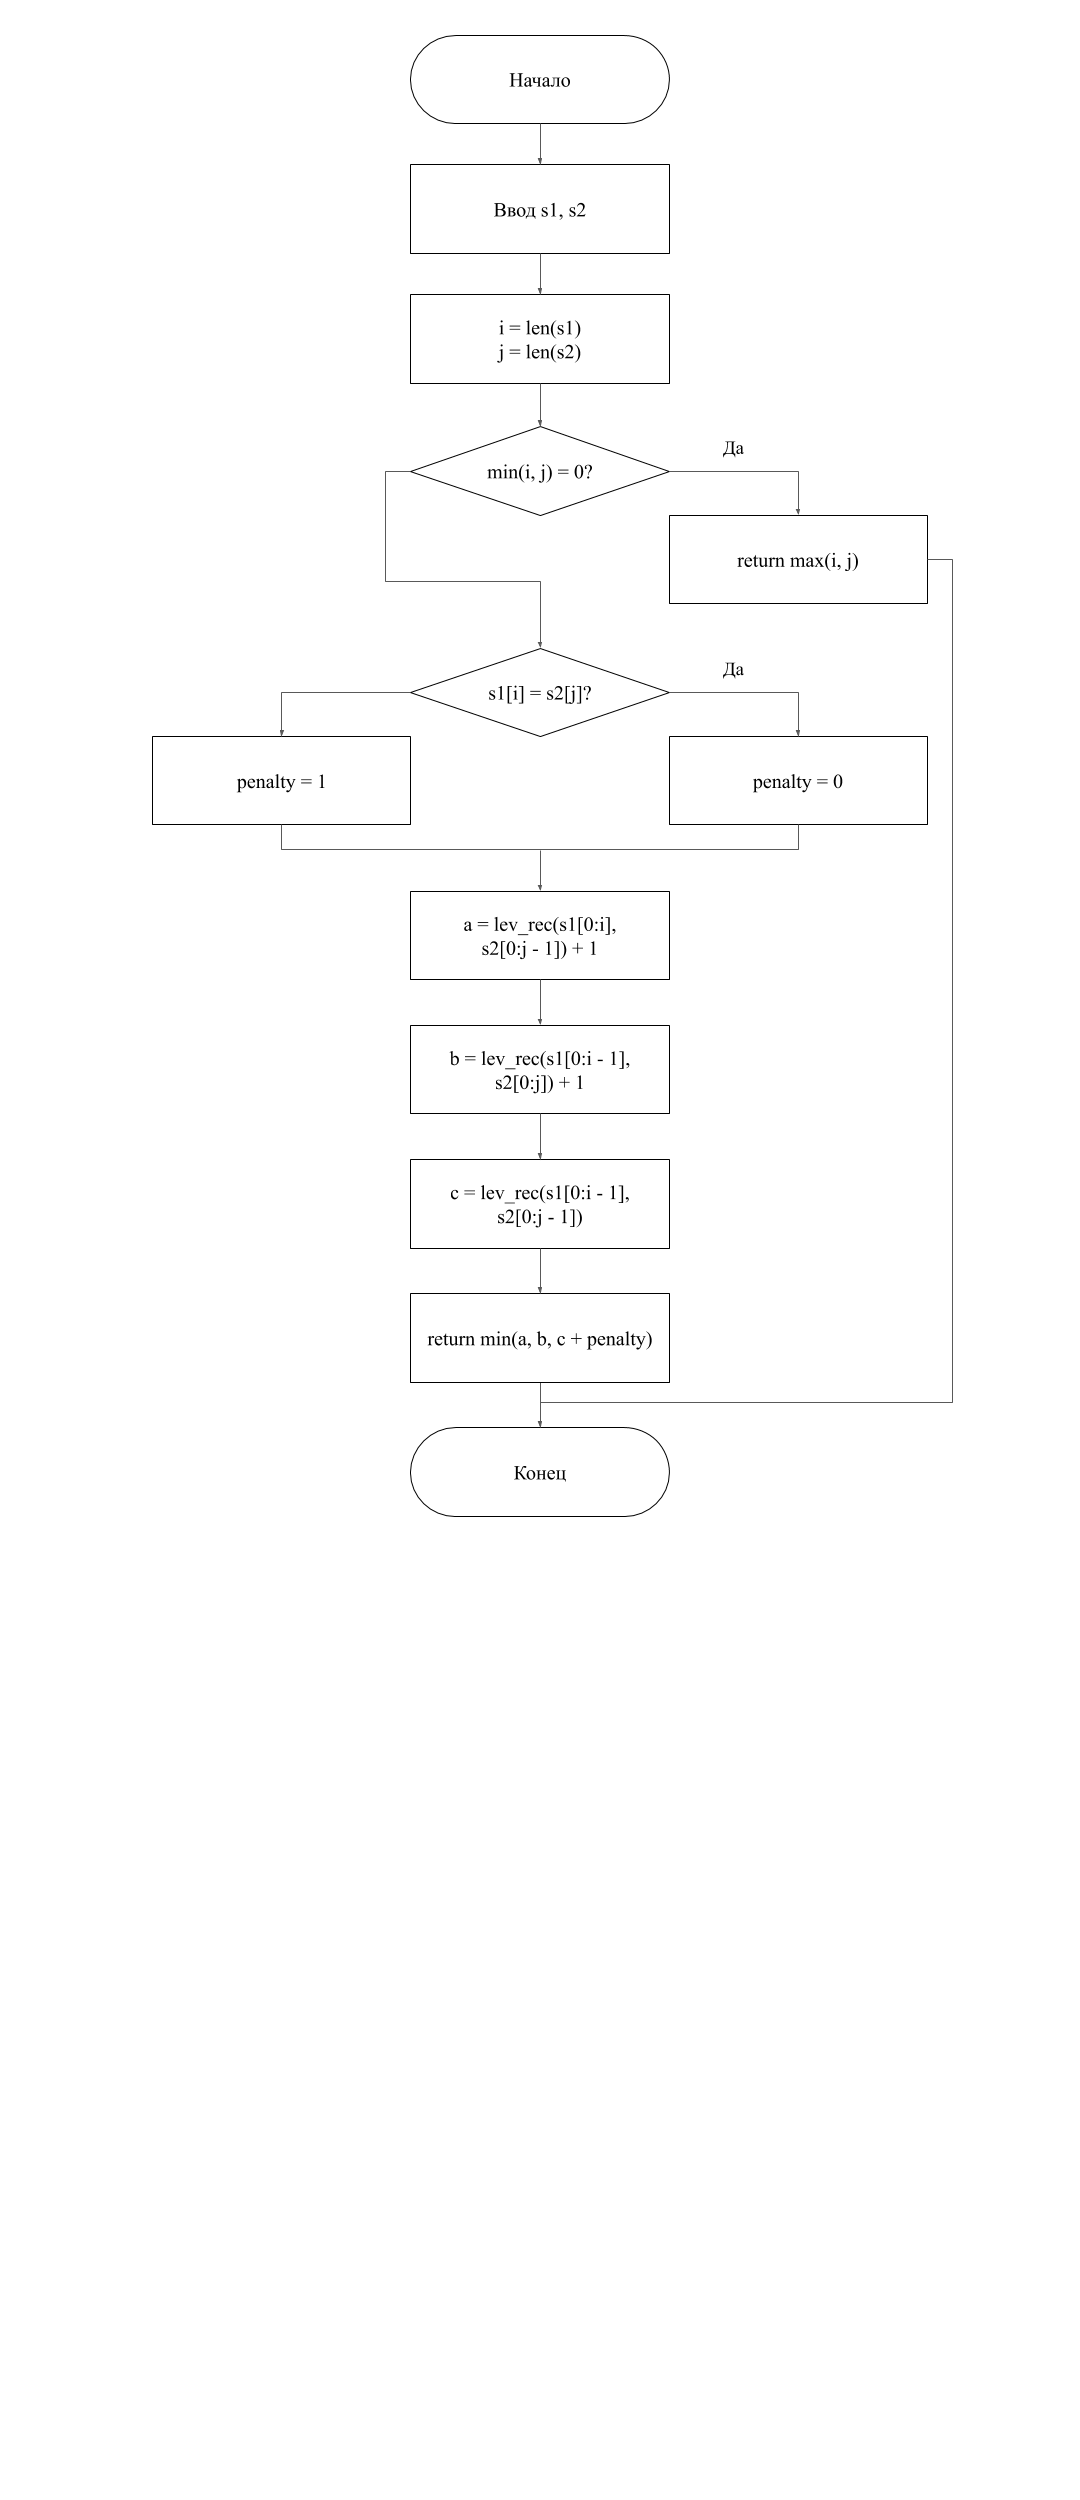 Начало
Ввод s1, s2
i = len(s1)
j = len(s2)
Да
min(i, j) = 0?
return max(i, j)
Да
s1[i] = s2[j]?
penalty = 1
penalty = 0
a = lev_rec(s1[0:i],
s2[0:j - 1]) + 1
b = lev_rec(s1[0:i - 1],
s2[0:j]) + 1
c = lev_rec(s1[0:i - 1],
s2[0:j - 1])
return min(a, b, c + penalty)
Конец